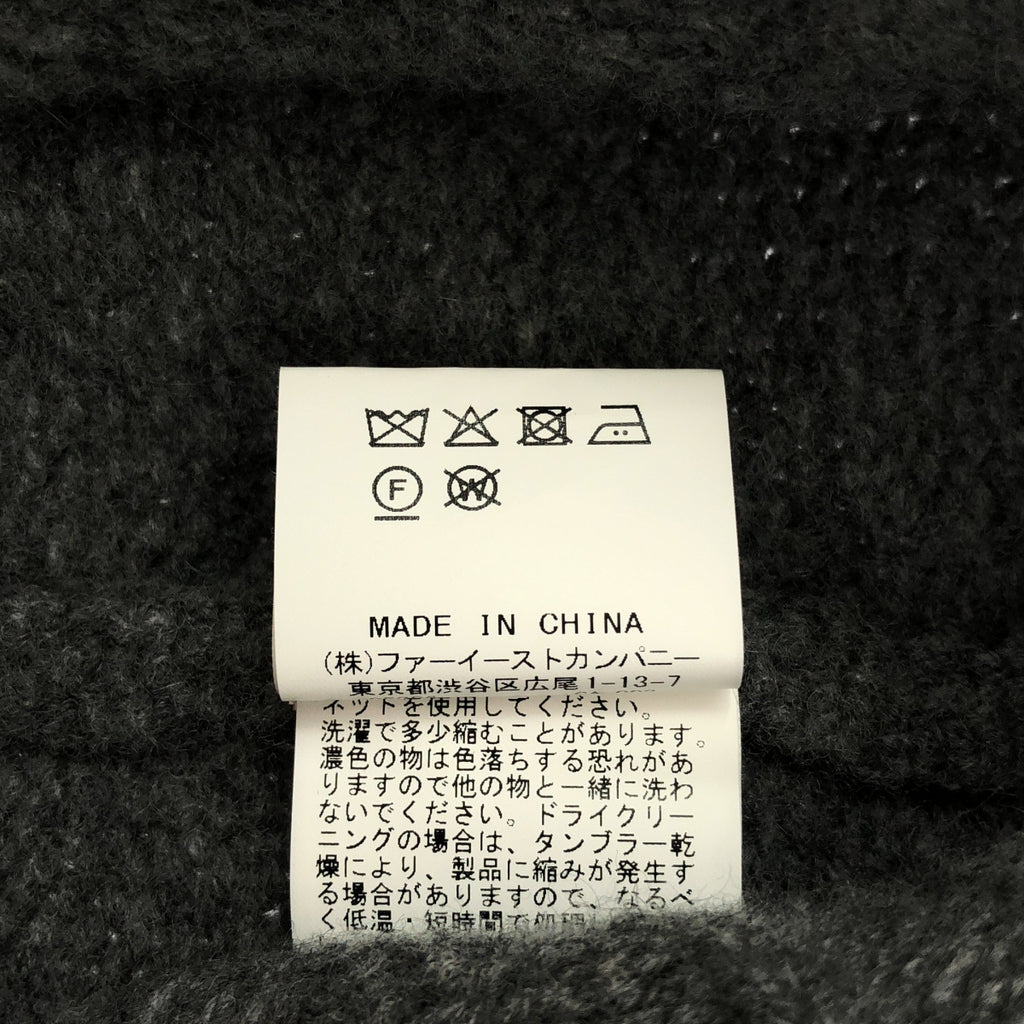 F W
MADE IN CHINA
(株)ファーイーストカンパニー
東京都渋谷区広尾1-13-7
ネットを使用してください。
洗濯で多少縮むことがあります。
濃色の物は色落ちする恐れがあ
りますので他の物と一緒に洗わ
ないでください。ドライクリー
ニングの場合は、タンブラー乾
燥により、製品に縮みが発生す
る場合がありますので、なるべ
く低温・短時間で処理